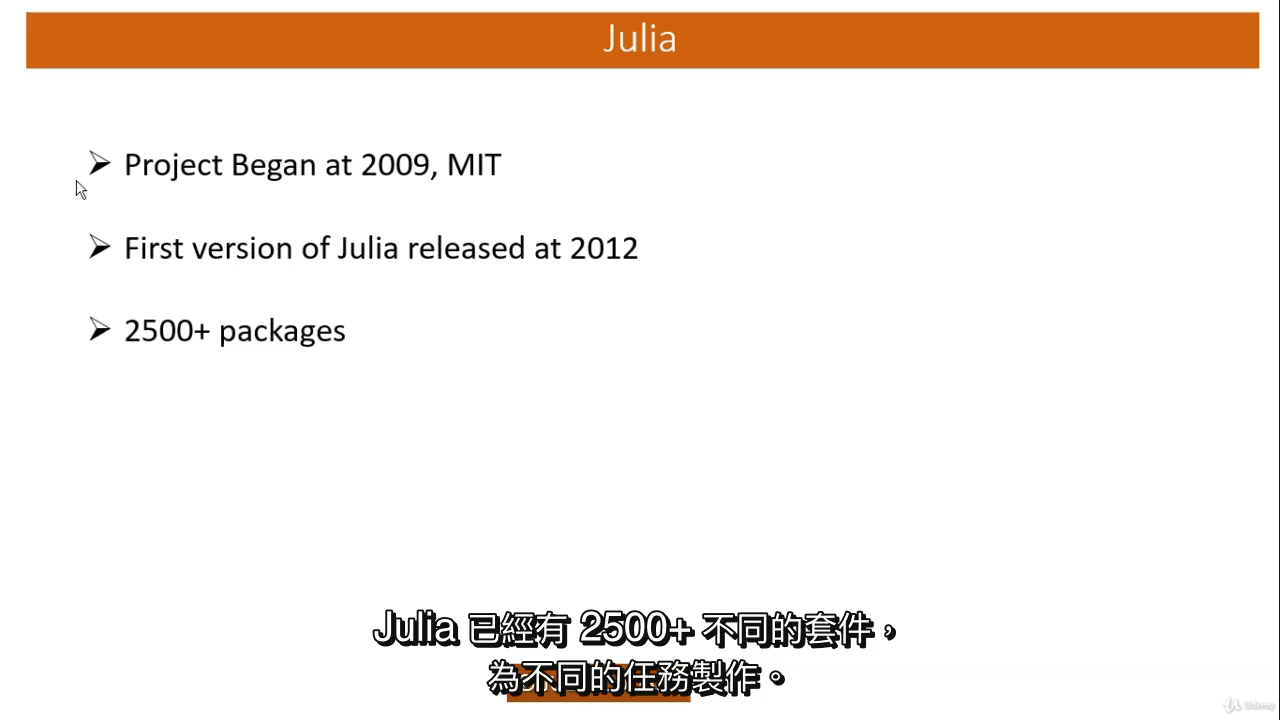 Julia
➢ Project Began at 2009, MIT
➢ First version of Julia released at 2012
➢ 2500+ packages
Julia 已經有 2500+ 不同的套件，
為不同的任務製作。
Udemy